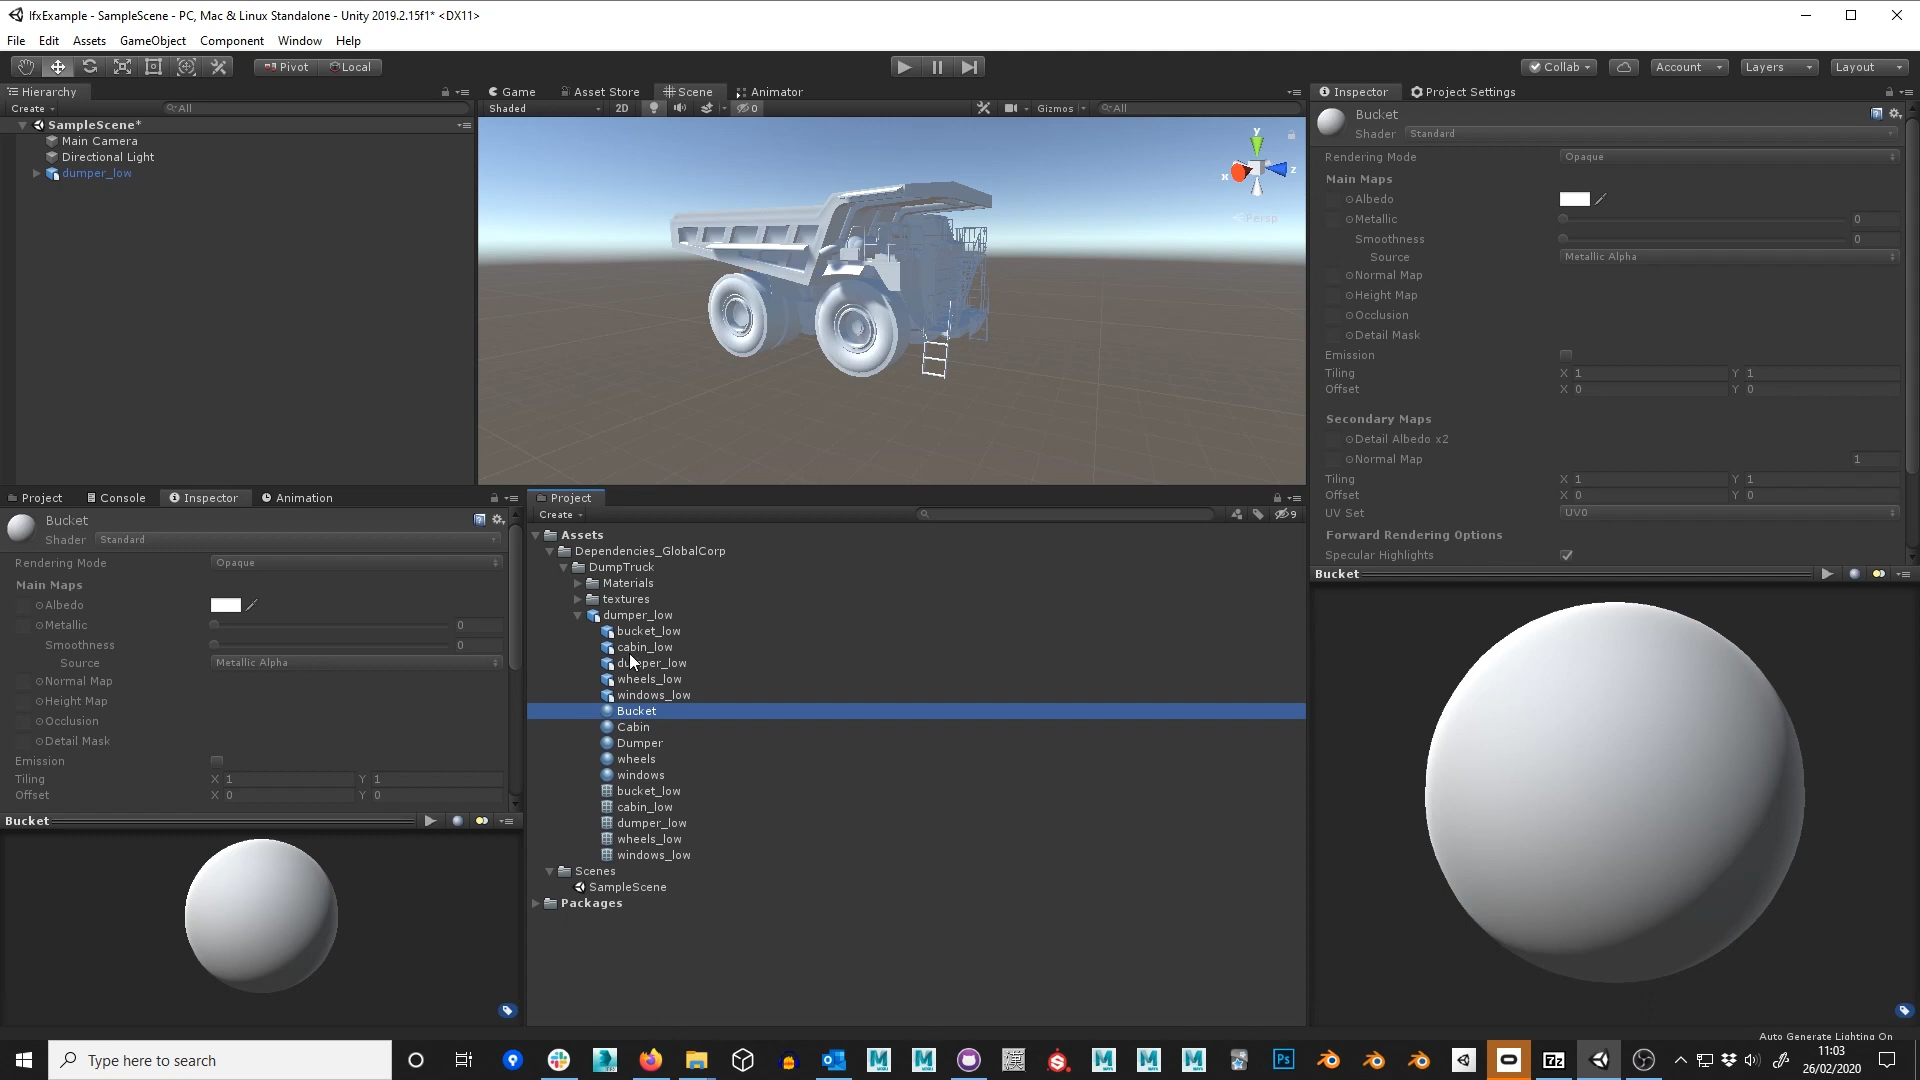 IfxExample - SampleScene - PC, Mac & Linux Standalone - Unity 2019.2.15f1* <DX11>
File Edit Assets GameObject Component Window Help
Pivot Local Collab Account Layers Layout
Hierarchy
Create All
SampleScene*
Main Camera
Directional Light
dumper_low
Game Asset Store Scene Animator
Shaded 2D 0 Gizmos All
y
x z
Persp
Inspector Project Settings
Bucket
Shader Standard
Rendering Mode Opaque
Main Maps
Albedo
Metallic 0
Smoothness 0
Source Metallic Alpha
Normal Map
Height Map
Occlusion
Detail Mask
Emission
Tiling X 1 Y 1
Offset X 0 Y 0
Secondary Maps
Detail Albedo x2
Normal Map 1
Tiling X 1 Y 1
Offset X 0 Y 0
UV Set UV0
Forward Rendering Options
Specular Highlights
Bucket
Project Console Inspector Animation
Bucket
Shader Standard
Rendering Mode Opaque
Main Maps
Albedo
Metallic 0
Smoothness 0
Source Metallic Alpha
Normal Map
Height Map
Occlusion
Detail Mask
Emission
Tiling X 1 Y 1
Offset X 0 Y 0
Bucket
Project
Create 9
Assets
Dependencies_GlobalCorp
DumpTruck
Materials
textures
dumper_low
bucket_low
cabin_low
dumper_low
wheels_low
windows_low
Bucket
Cabin
Dumper
wheels
windows
bucket_low
cabin_low
dumper_low
wheels_low
windows_low
Scenes
SampleScene
Packages
Auto Generate Lighting On
Type here to search
Ps
7z
11:03
26/02/2020